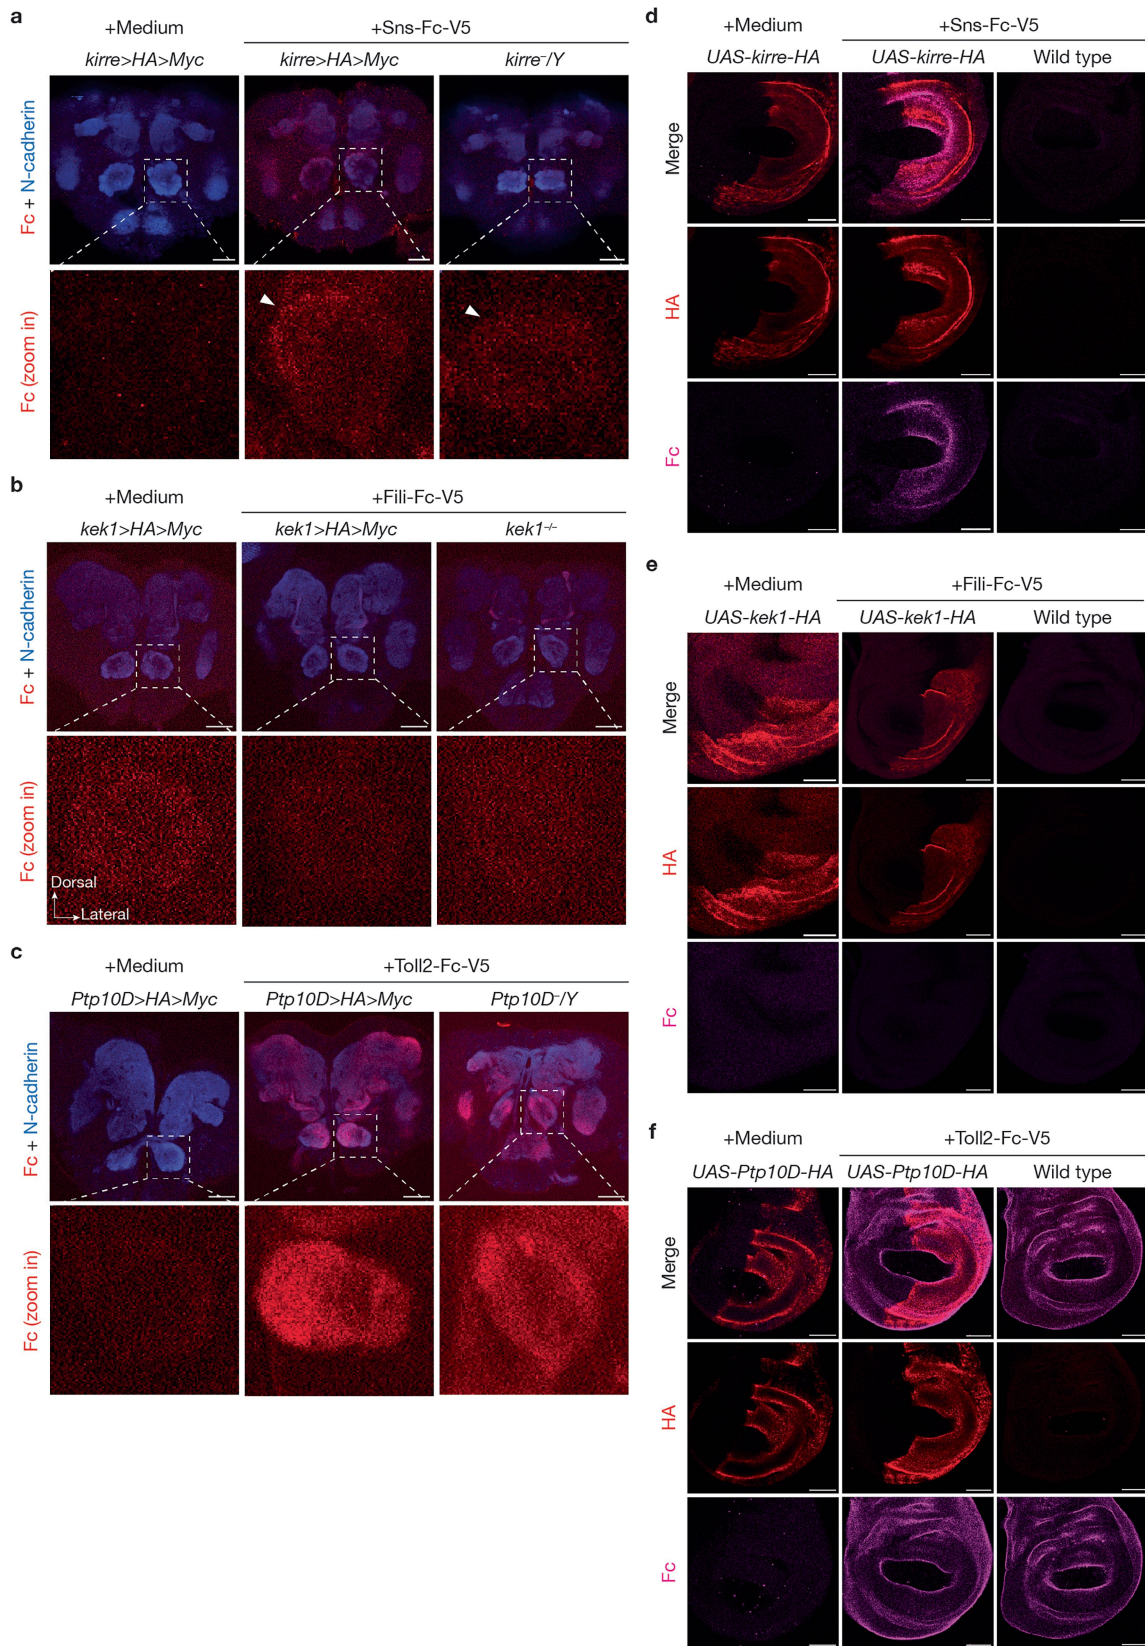 a
+Medium
+Sns-Fc-V5
kirre>HA>Myc
kirre>HA>Myc
kirre⁻/Y
Fc + N-cadherin
Fc (zoom in)
b
+Medium
+Fili-Fc-V5
kek1>HA>Myc
kek1>HA>Myc
kek1⁻/⁻
Fc + N-cadherin
Fc (zoom in)
Dorsal
Lateral
c
+Medium
+Toll2-Fc-V5
Ptp10D>HA>Myc
Ptp10D>HA>Myc
Ptp10D⁻/Y
Fc + N-cadherin
Fc (zoom in)
d
+Medium
+Sns-Fc-V5
UAS-kirre-HA
UAS-kirre-HA
Wild type
Merge
HA
Fc
e
+Medium
+Fili-Fc-V5
UAS-kek1-HA
UAS-kek1-HA
Wild type
Merge
HA
Fc
f
+Medium
+Toll2-Fc-V5
UAS-Ptp10D-HA
UAS-Ptp10D-HA
Wild type
Merge
HA
Fc